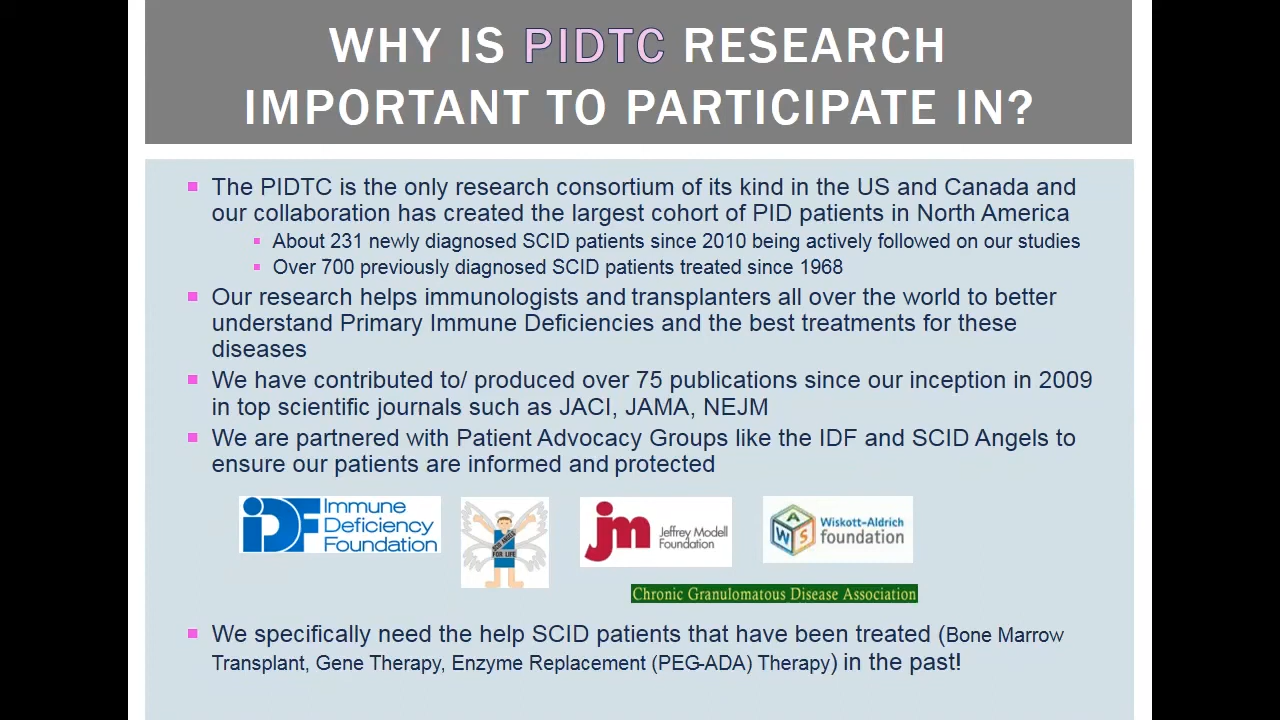 WHY IS PIDTC RESEARCH
IMPORTANT TO PARTICIPATE IN?
The PIDTC is the only research consortium of its kind in the US and Canada and
our collaboration has created the largest cohort of PID patients in North America
About 231 newly diagnosed SCID patients since 2010 being actively followed on our studies
Over 700 previously diagnosed SCID patients treated since 1968
Our research helps immunologists and transplanters all over the world to better
understand Primary Immune Deficiencies and the best treatments for these
diseases
We have contributed to/ produced over 75 publications since our inception in 2009
in top scientific journals such as JACI, JAMA, NEJM
We are partnered with Patient Advocacy Groups like the IDF and SCID Angels to
ensure our patients are informed and protected
iDF Immune
Deficiency
Foundation
SCID ANGELS
FOR LIFE
jm Jeffrey Modell
Foundation
AWS Wiskott-Aldrich
foundation
Chronic Granulomatous Disease Association
We specifically need the help SCID patients that have been treated (Bone Marrow
Transplant, Gene Therapy, Enzyme Replacement (PEG-ADA) Therapy) in the past!